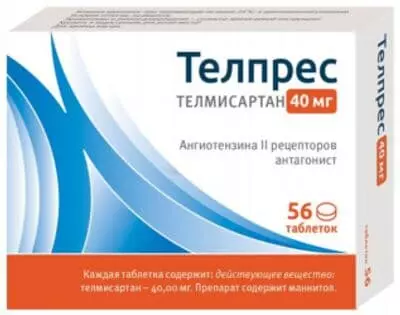 Телпрес
ТЕЛМИСАРТАН 40 мг
Ангиотензина II рецепторов
антагонист
56
таблеток
Каждая таблетка содержит: действующее вещество:
телмисартан – 40,00 мг. Препарат содержит маннитол.
Телпрес
40 мг
таблеток 56